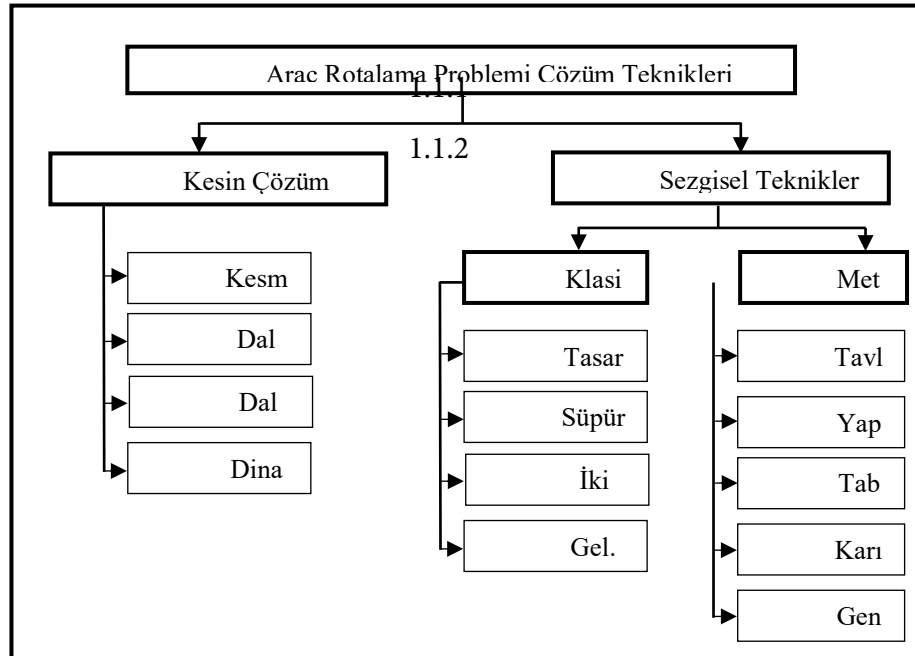 Araç Rotalama Problemi Çözüm Teknikleri
1.1.1
1.1.2
Kesin Çözüm
Sezgisel Teknikler
Kesm
Dal
Dal
Dina
Klasi
Tasar
Süpür
İki
Gel.
Met
Tavl
Yap
Tab
Karı
Gen